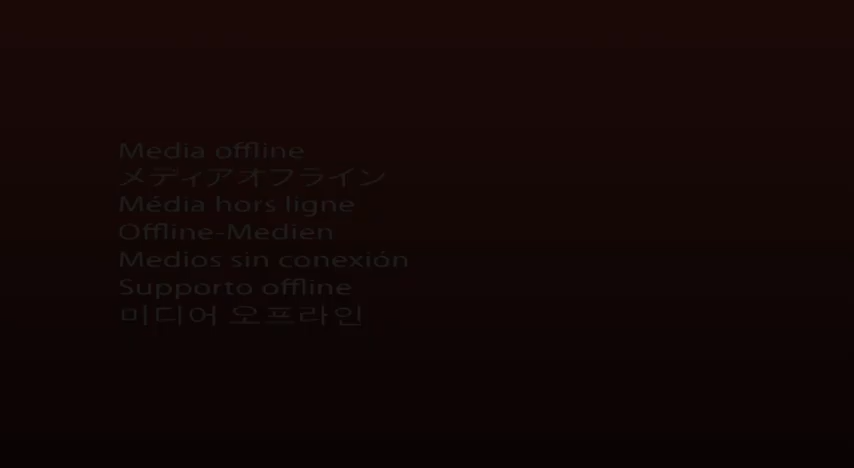 Media offline
メディアオフライン
Média hors ligne
Offline-Medien
Medios sin conexión
Supporto offline
미디어 오프라인